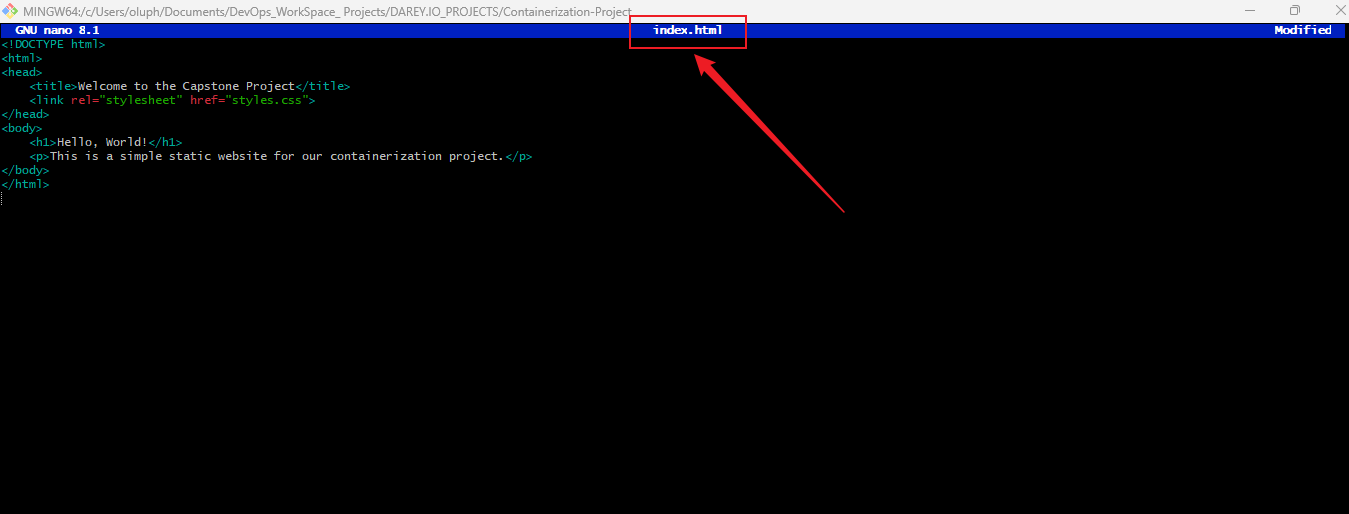 MINGW64:/c/Users/oluph/Documents/DevOps_WorkSpace_ Projects/DAREY.IO_PROJECTS/Containerization-Project
GNU nano 8.1 index.html Modified
<!DOCTYPE html>
<html>
<head>
    <title>Welcome to the Capstone Project</title>
    <link rel="stylesheet" href="styles.css">
</head>
<body>
    <h1>Hello, World!</h1>
    <p>This is a simple static website for our containerization project.</p>
</body>
</html>